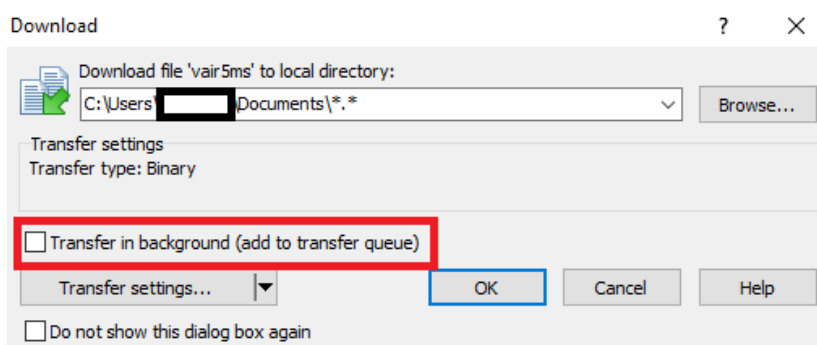 Download ?
Download file 'vair5ms' to local directory:
C:\Users\ \Documents\*.*
Browse...
Transfer settings
Transfer type: Binary
Transfer in background (add to transfer queue)
Transfer settings... OK Cancel Help
Do not show this dialog box again